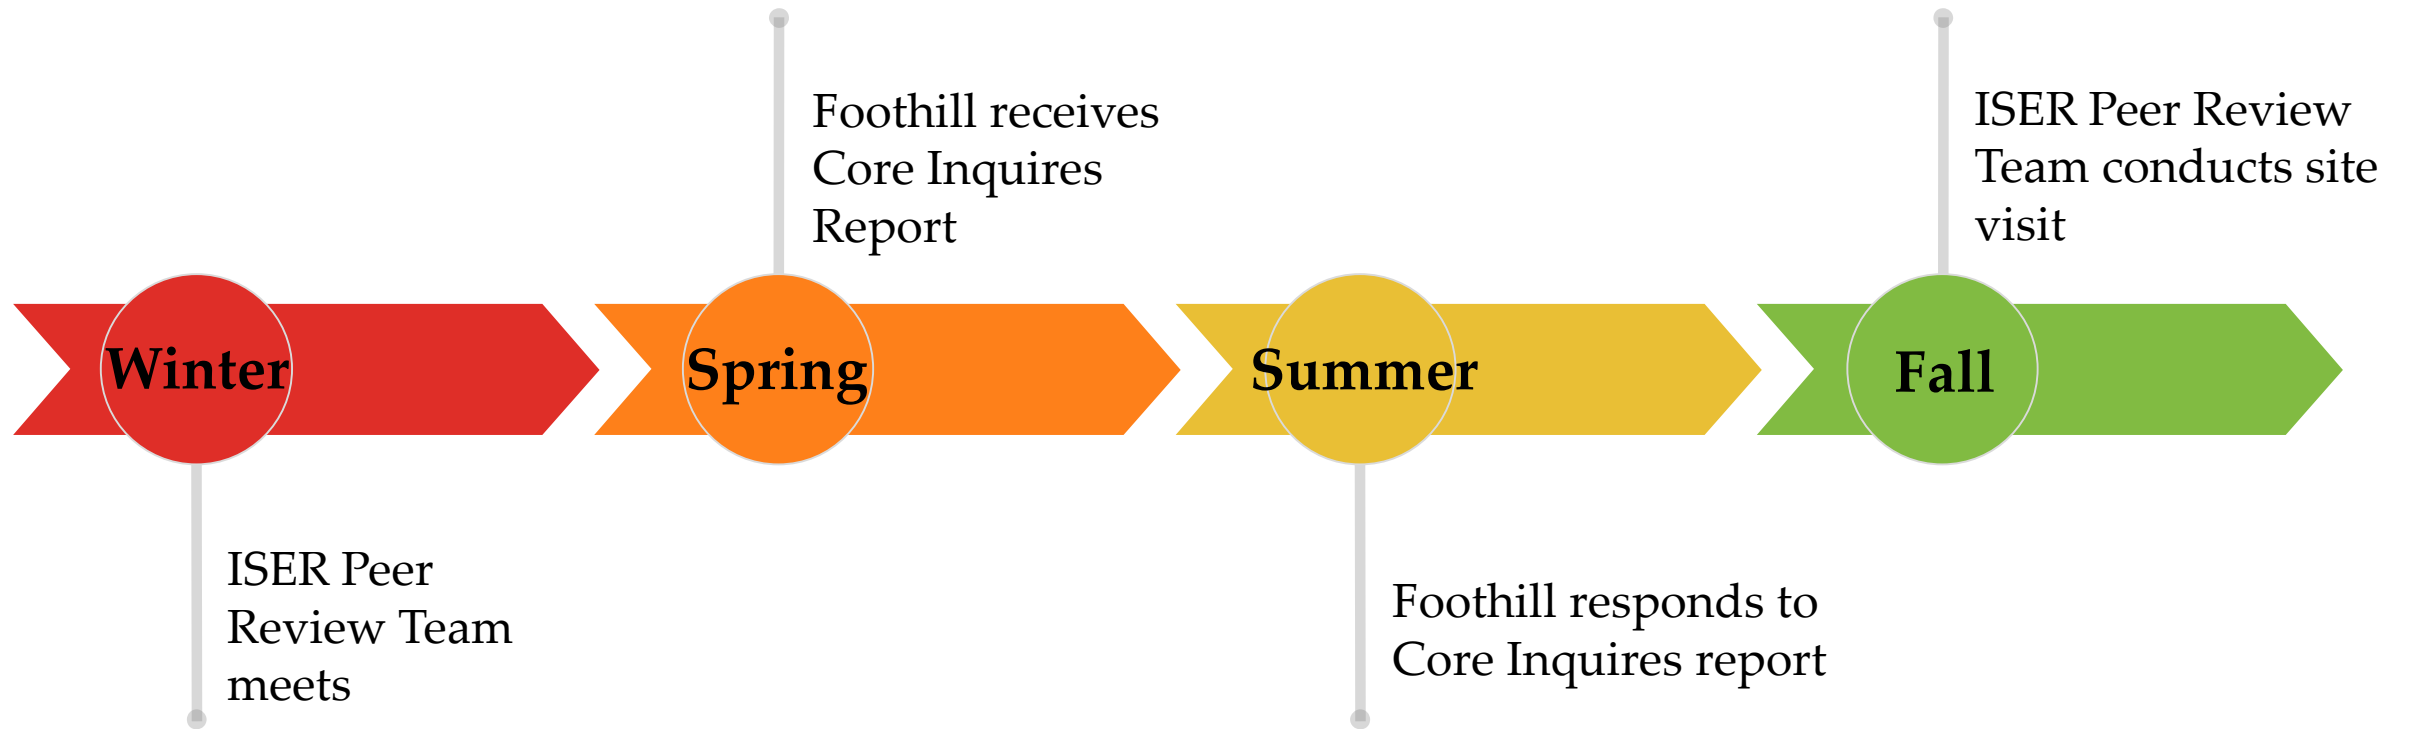 Winter
ISER Peer
Review Team
meets
Spring
Foothill receives
Core Inquires
Report
Summer
Foothill responds to
Core Inquires report
Fall
ISER Peer Review
Team conducts site
visit